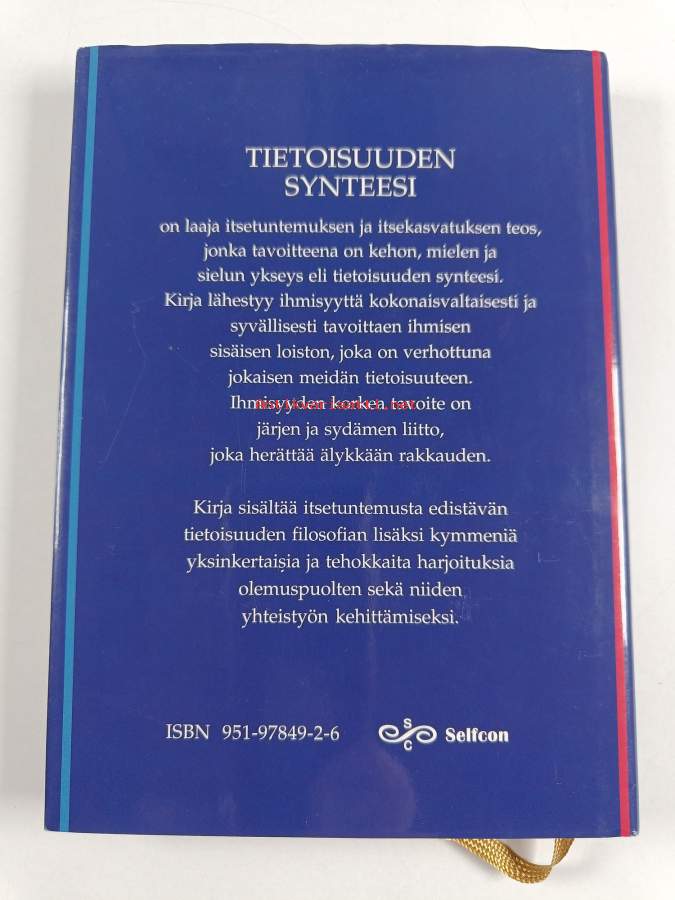 TIETOISUUDEN
SYNTEESI
on laaja itsetuntemuksen ja itsekasvatuksen teos,
jonka tavoitteena on kehon, mielen ja
sielun ykseys eli tietoisuuden synteesi.
Kirja lähestyy ihmisyyttä kokonaisvaltaisesti ja
syvällisesti tavoittaen ihmisen
sisäisen loiston, joka on verhottuna
jokaisen meidän tietoisuuteen.
Ihmisyyden korkea tavoite on
järjen ja sydämen liitto,
joka herättää älykkään rakkauden.
Kirja sisältää itsetuntemusta edistävän
tietoisuuden filosofian lisäksi kymmeniä
yksinkertaisia ja tehokkaita harjoituksia
olemuspuolten sekä niiden
yhteistyön kehittämiseksi.
ISBN 951-97849-2-6
S C Selfcon